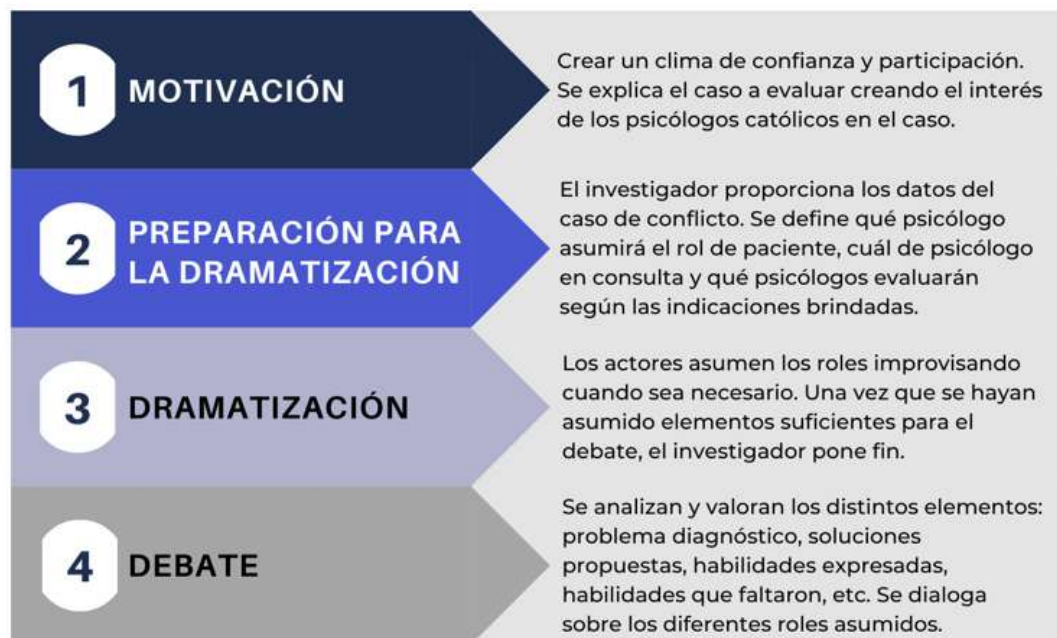 1
MOTIVACIÓN
Crear un clima de confianza y participación.
Se explica el caso a evaluar creando el interés
de los psicólogos católicos en el caso.
2
PREPARACIÓN PARA
LA DRAMATIZACIÓN
El investigador proporciona los datos del
caso de conflicto. Se define qué psicólogo
asumirá el rol de paciente, cuál de psicólogo
en consulta y qué psicólogos evaluarán
según las indicaciones brindadas.
3
DRAMATIZACIÓN
Los actores asumen los roles improvisando
cuando sea necesario. Una vez que se hayan
asumido elementos suficientes para el
debate, el investigador pone fin.
4
DEBATE
Se analizan y valoran los distintos elementos:
problema diagnóstico, soluciones
propuestas, habilidades expresadas,
habilidades que faltaron, etc. Se dialoga
sobre los diferentes roles asumidos.